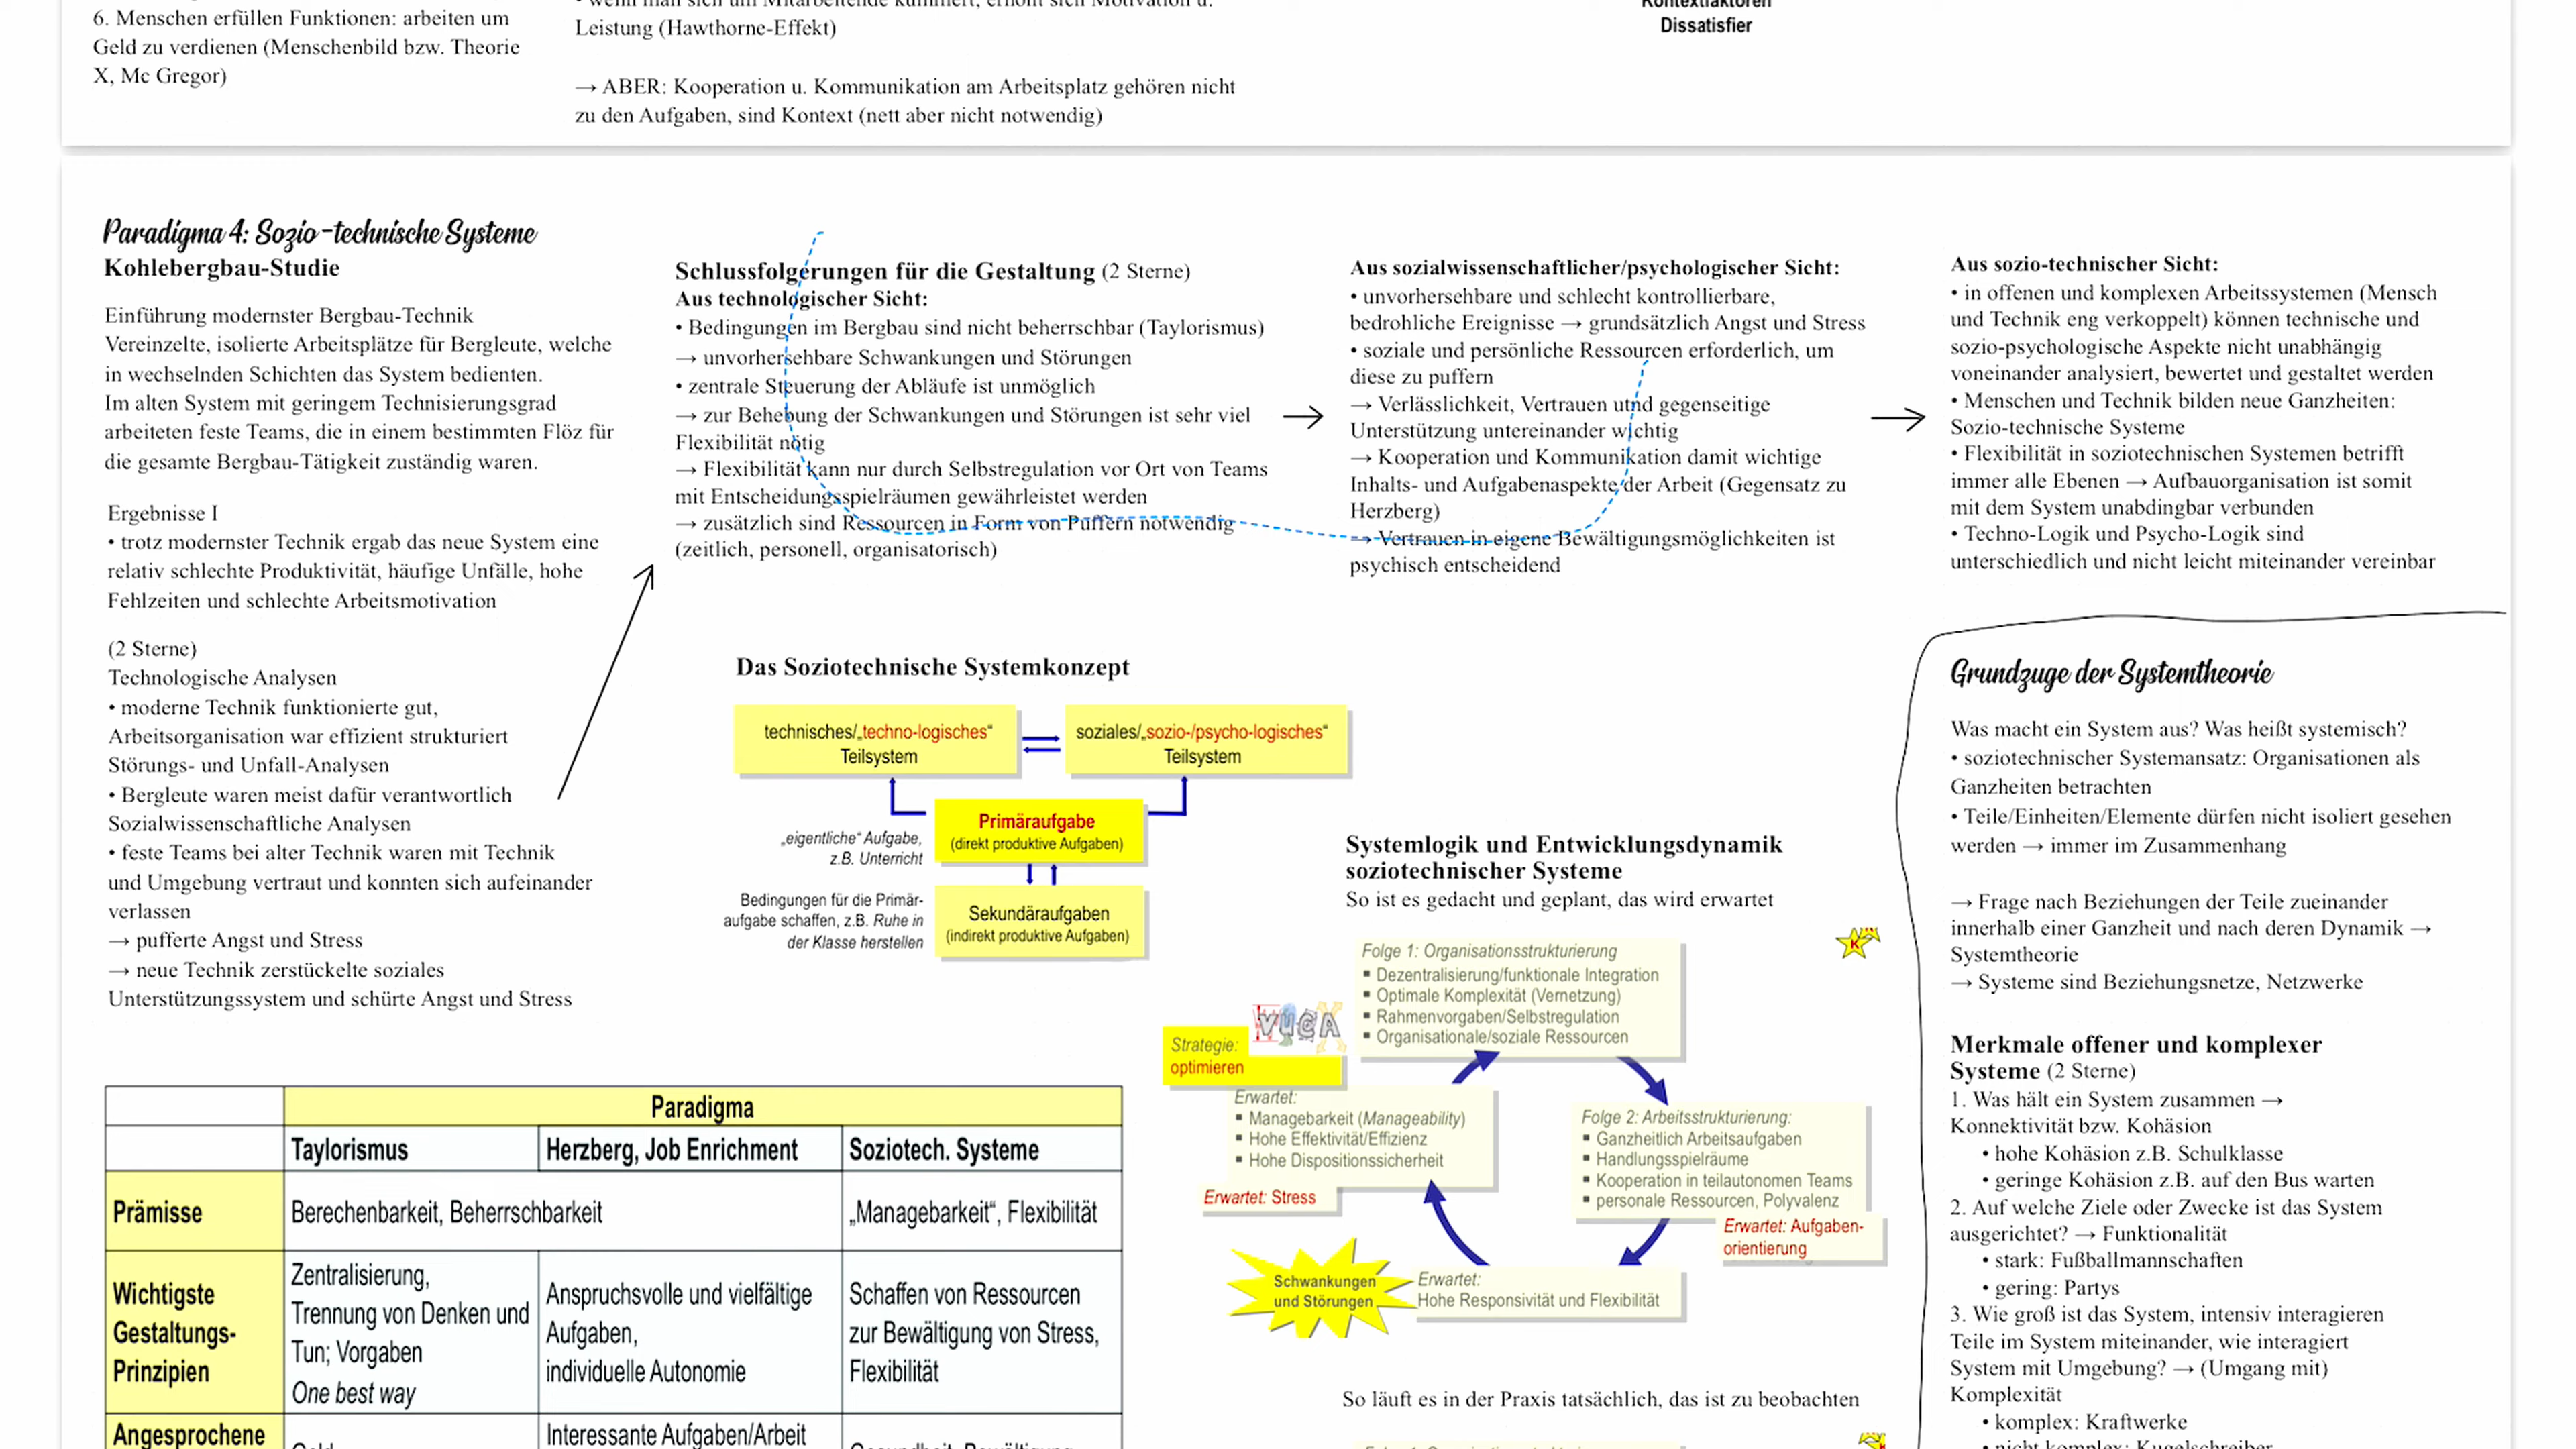 6. Menschen erfüllen Funktionen: arbeiten um
Geld zu verdienen (Menschenbild bzw. Theorie
X, Mc Gregor)
• wenn man sich um Mitarbeitende kümmert, erhöht sich Motivation u.
Leistung (Hawthorne-Effekt)
→ ABER: Kooperation u. Kommunikation am Arbeitsplatz gehören nicht
zu den Aufgaben, sind Kontext (nett aber nicht notwendig)
Kontextfaktoren
Dissatisfier
Paradigma 4: Sozio-technische Systeme
Kohlebergbau-Studie
Einführung modernster Bergbau-Technik
Vereinzelte, isolierte Arbeitsplätze für Bergleute, welche
in wechselnden Schichten das System bedienten.
Im alten System mit geringem Technisierungsgrad
arbeiteten feste Teams, die in einem bestimmten Flöz für
die gesamte Bergbau-Tätigkeit zuständig waren.
Ergebnisse I
• trotz modernster Technik ergab das neue System eine
relativ schlechte Produktivität, häufige Unfälle, hohe
Fehlzeiten und schlechte Arbeitsmotivation
(2 Sterne)
Technologische Analysen
• moderne Technik funktionierte gut,
Arbeitsorganisation war effizient strukturiert
Störungs- und Unfall-Analysen
• Bergleute waren meist dafür verantwortlich
Sozialwissenschaftliche Analysen
• feste Teams bei alter Technik waren mit Technik
und Umgebung vertraut und konnten sich aufeinander
verlassen
→ pufferte Angst und Stress
→ neue Technik zerstückelte soziales
Unterstützungssystem und schürte Angst und Stress
Schlussfolgerungen für die Gestaltung (2 Sterne)
Aus technologischer Sicht:
• Bedingungen im Bergbau sind nicht beherrschbar (Taylorismus)
→ unvorhersehbare Schwankungen und Störungen
• zentrale Steuerung der Abläufe ist unmöglich
→ zur Behebung der Schwankungen und Störungen ist sehr viel
Flexibilität nötig
→ Flexibilität kann nur durch Selbstregulation vor Ort von Teams
mit Entscheidungsspielräumen gewährleistet werden
→ zusätzlich sind Ressourcen in Form von Puffern notwendig
(zeitlich, personell, organisatorisch)
Aus sozialwissenschaftlicher/psychologischer Sicht:
• unvorhersehbare und schlecht kontrollierbare,
bedrohliche Ereignisse → grundsätzlich Angst und Stress
• soziale und persönliche Ressourcen erforderlich, um
diese zu puffern
→ Verlässlichkeit, Vertrauen utnd gegenseitige
Unterstützung untereinander wichtig
→ Kooperation und Kommunikation damit wichtige
Inhalts- und Aufgabenaspekte der Arbeit (Gegensatz zu
Herzberg)
→ Vertrauen in eigene Bewältigungsmöglichkeiten ist
psychisch entscheidend
Aus sozio-technischer Sicht:
• in offenen und komplexen Arbeitssystemen (Mensch
und Technik eng verkoppelt) können technische und
sozio-psychologische Aspekte nicht unabhängig
voneinander analysiert, bewertet und gestaltet werden
• Menschen und Technik bilden neue Ganzheiten:
Sozio-technische Systeme
• Flexibilität in soziotechnischen Systemen betrifft
immer alle Ebenen → Aufbauorganisation ist somit
mit dem System unabdingbar verbunden
• Techno-Logik und Psycho-Logik sind
unterschiedlich und nicht leicht miteinander vereinbar
Das Soziotechnische Systemkonzept
technisches/„techno-logisches“
Teilsystem
soziales/„sozio-/psycho-logisches“
Teilsystem
„eigentliche“ Aufgabe,
z.B. Unterricht
Primäraufgabe
(direkt produktive Aufgaben)
Bedingungen für die Primär-
aufgabe schaffen, z.B. Ruhe in
der Klasse herstellen
Sekundäraufgaben
(indirekt produktive Aufgaben)
Systemlogik und Entwicklungsdynamik
soziotechnischer Systeme
So ist es gedacht und geplant, das wird erwartet
K
Folge 1: Organisationsstrukturierung
▪ Dezentralisierung/funktionale Integration
▪ Optimale Komplexität (Vernetzung)
▪ Rahmenvorgaben/Selbstregulation
▪ Organisationale/soziale Ressourcen
VUCA
Strategie:
optimieren
Erwartet:
▪ Managebarkeit (Manageability)
▪ Hohe Effektivität/Effizienz
▪ Hohe Dispositionssicherheit
Erwartet: Stress
Folge 2: Arbeitsstrukturierung:
▪ Ganzheitlich Arbeitsaufgaben
▪ Handlungsspielräume
▪ Kooperation in teilautonomen Teams
▪ personale Ressourcen, Polyvalenz
Erwartet: Aufgaben-
orientierung
Schwankungen
und Störungen
Erwartet:
Hohe Responsivität und Flexibilität
So läuft es in der Praxis tatsächlich, das ist zu beobachten
Paradigma
Taylorismus Herzberg, Job Enrichment Soziotech. Systeme
Prämisse
Berechenbarkeit, Beherrschbarkeit
„Managebarkeit“, Flexibilität
Wichtigste
Gestaltungs-
Prinzipien
Zentralisierung,
Trennung von Denken und
Tun; Vorgaben
One best way
Anspruchsvolle und vielfältige
Aufgaben,
individuelle Autonomie
Schaffen von Ressourcen
zur Bewältigung von Stress,
Flexibilität
Angesprochene
Interessante Aufgaben/Arbeit
Grundzuge der Systemtheorie
Was macht ein System aus? Was heißt systemisch?
• soziotechnischer Systemansatz: Organisationen als
Ganzheiten betrachten
• Teile/Einheiten/Elemente dürfen nicht isoliert gesehen
werden → immer im Zusammenhang
→ Frage nach Beziehungen der Teile zueinander
innerhalb einer Ganzheit und nach deren Dynamik →
Systemtheorie
→ Systeme sind Beziehungsnetze, Netzwerke
Merkmale offener und komplexer
Systeme (2 Sterne)
1. Was hält ein System zusammen →
Konnektivität bzw. Kohäsion
• hohe Kohäsion z.B. Schulklasse
• geringe Kohäsion z.B. auf den Bus warten
2. Auf welche Ziele oder Zwecke ist das System
ausgerichtet? → Funktionalität
• stark: Fußballmannschaften
• gering: Partys
3. Wie groß ist das System, intensiv interagieren
Teile im System miteinander, wie interagiert
System mit Umgebung? → (Umgang mit)
Komplexität
• komplex: Kraftwerke
• nicht komplex: Kugelschreiber